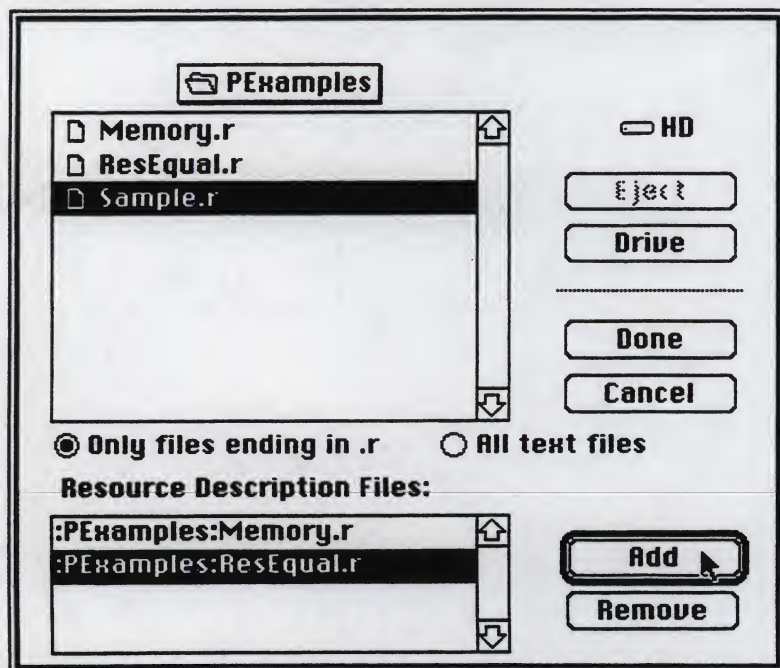 PExamples
Memory.r
ResEqual.r
Sample.r
HD
Eject
Drive
Done
Cancel
Only files ending in .r
All text files
Resource Description Files:
:PExamples:Memory.r
:PExamples:ResEqual.r
Add
Remove